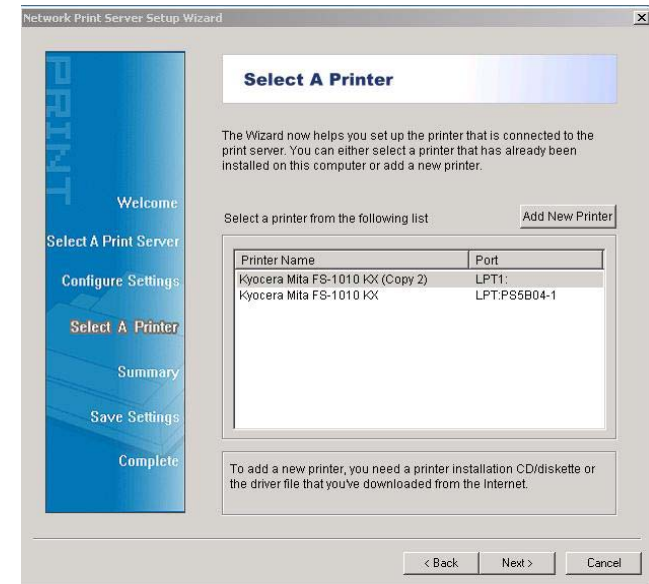 Network Print Server Setup Wizard
PRINT
Welcome
Select A Print Server
Configure Settings
Select A Printer
Summary
Save Settings
Complete
Select A Printer
The Wizard now helps you set up the printer that is connected to the
print server. You can either select a printer that has already been
installed on this computer or add a new printer.
Select a printer from the following list
Add New Printer
Printer Name Port
Kyocera Mita FS-1010 KX (Copy 2) LPT1:
Kyocera Mita FS-1010 KX LPT:PS5B04-1
To add a new printer, you need a printer installation CD/diskette or
the driver file that you've downloaded from the Internet.
< Back Next > Cancel